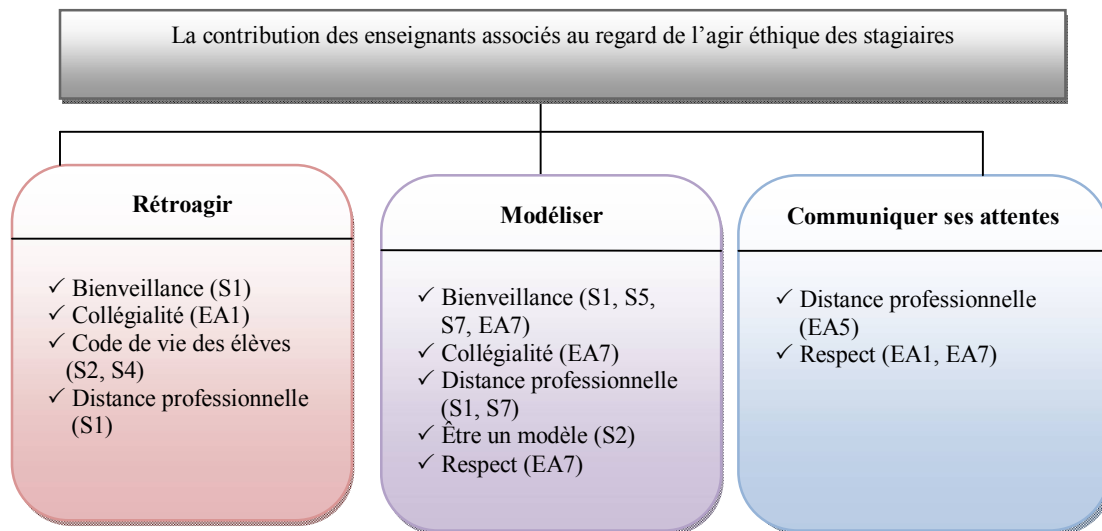 La contribution des enseignants associés au regard de l’agir éthique des stagiaires
Rétroagir
✓ Bienveillance (S1)
✓ Collégialité (EA1)
✓ Code de vie des élèves
(S2, S4)
✓ Distance professionnelle
(S1)
Modéliser
✓ Bienveillance (S1, S5,
S7, EA7)
✓ Collégialité (EA7)
✓ Distance professionnelle
(S1, S7)
✓ Être un modèle (S2)
✓ Respect (EA7)
Communiquer ses attentes
✓ Distance professionnelle
(EA5)
✓ Respect (EA1, EA7)